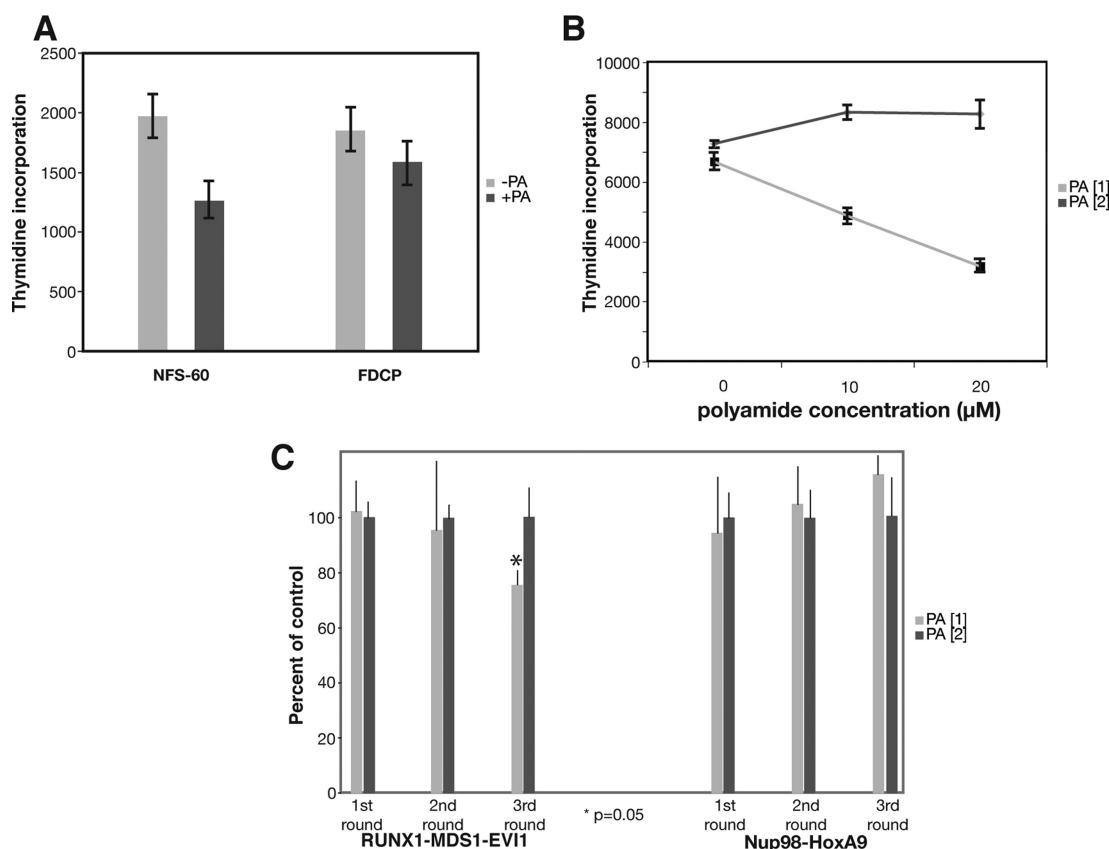 A
2500
2000
1500
1000
500
0
Thymidine incorporation
NFS-60
FDCP
-PA
+PA
B
10000
8000
6000
4000
2000
0
Thymidine incorporation
0
10
20
polyamide concentration (µM)
PA [1]
PA [2]
C
100
80
60
40
20
0
Percent of control
*
1st round
2nd round
3rd round
* p=0.05
1st round
2nd round
3rd round
RUNX1-MDS1-EVI1
Nup98-HoxA9
PA [1]
PA [2]